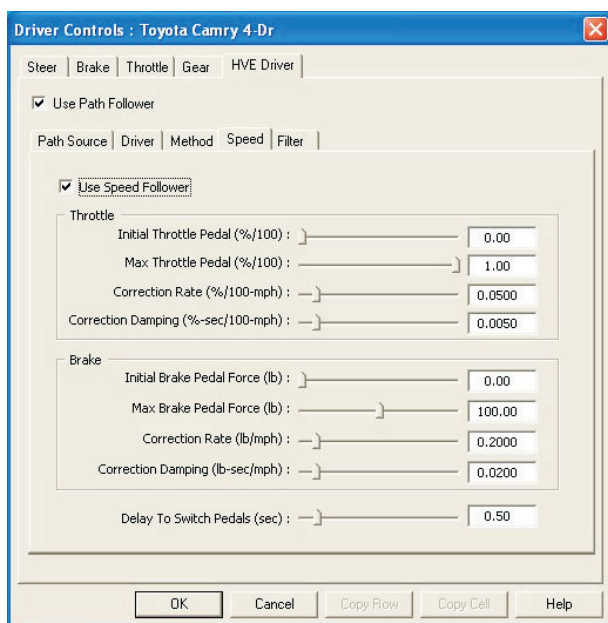 Driver Controls : Toyota Camry 4-Dr
Steer Brake Throttle Gear HVE Driver
Use Path Follower
Path Source Driver Method Speed Filter
Use Speed Follower
Throttle
Initial Throttle Pedal (%/100) : 0.00
Max Throttle Pedal (%/100) : 1.00
Correction Rate (%/100-mph) : 0.0500
Correction Damping (%-sec/100-mph) : 0.0050
Brake
Initial Brake Pedal Force (lb) : 0.00
Max Brake Pedal Force (lb) : 100.00
Correction Rate (lb/mph) : 0.2000
Correction Damping (lb-sec/mph) : 0.0200
Delay To Switch Pedals (sec) : 0.50
OK Cancel Copy Row Copy Cell Help